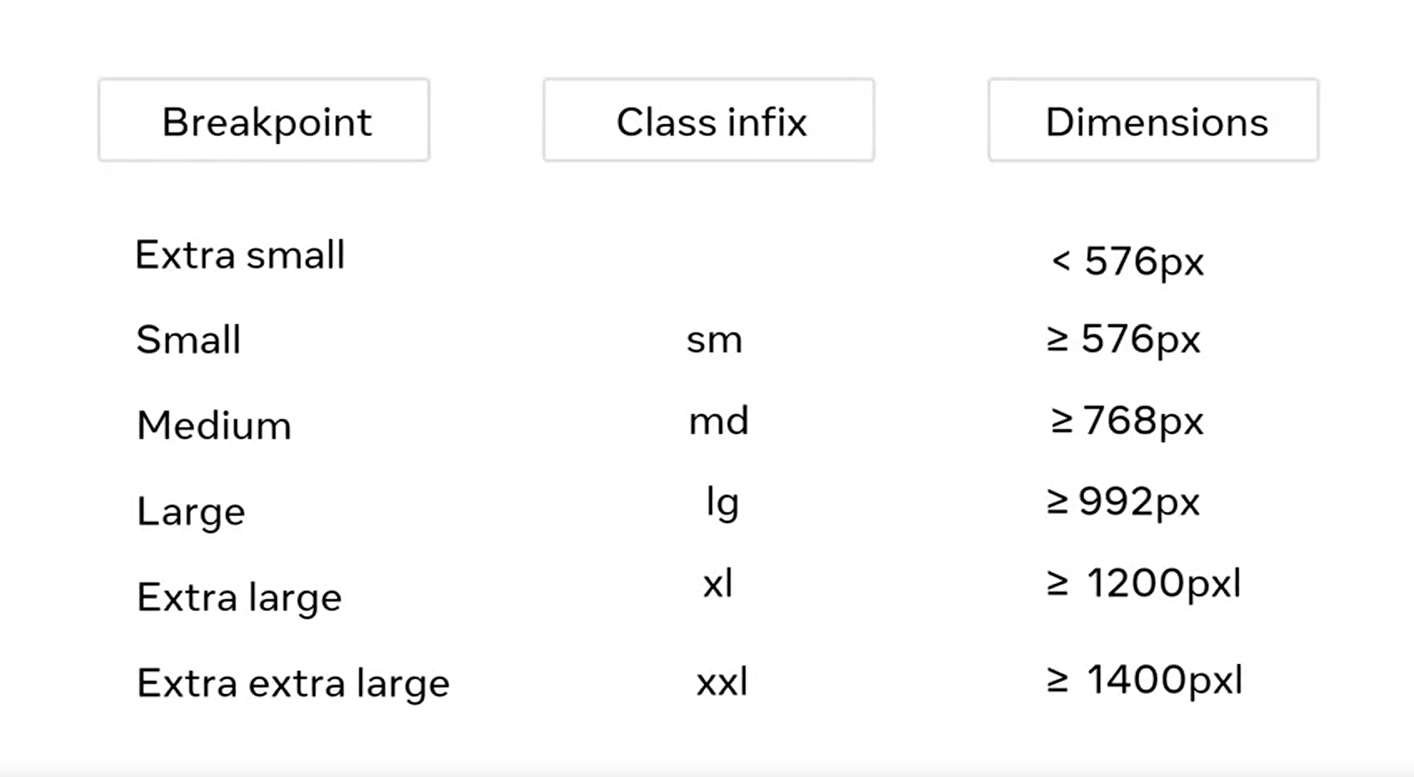 Breakpoint Class infix Dimensions
Extra small < 576px
Small sm ≥ 576px
Medium md ≥ 768px
Large lg ≥ 992px
Extra large xl ≥ 1200pxl
Extra extra large xxl ≥ 1400pxl